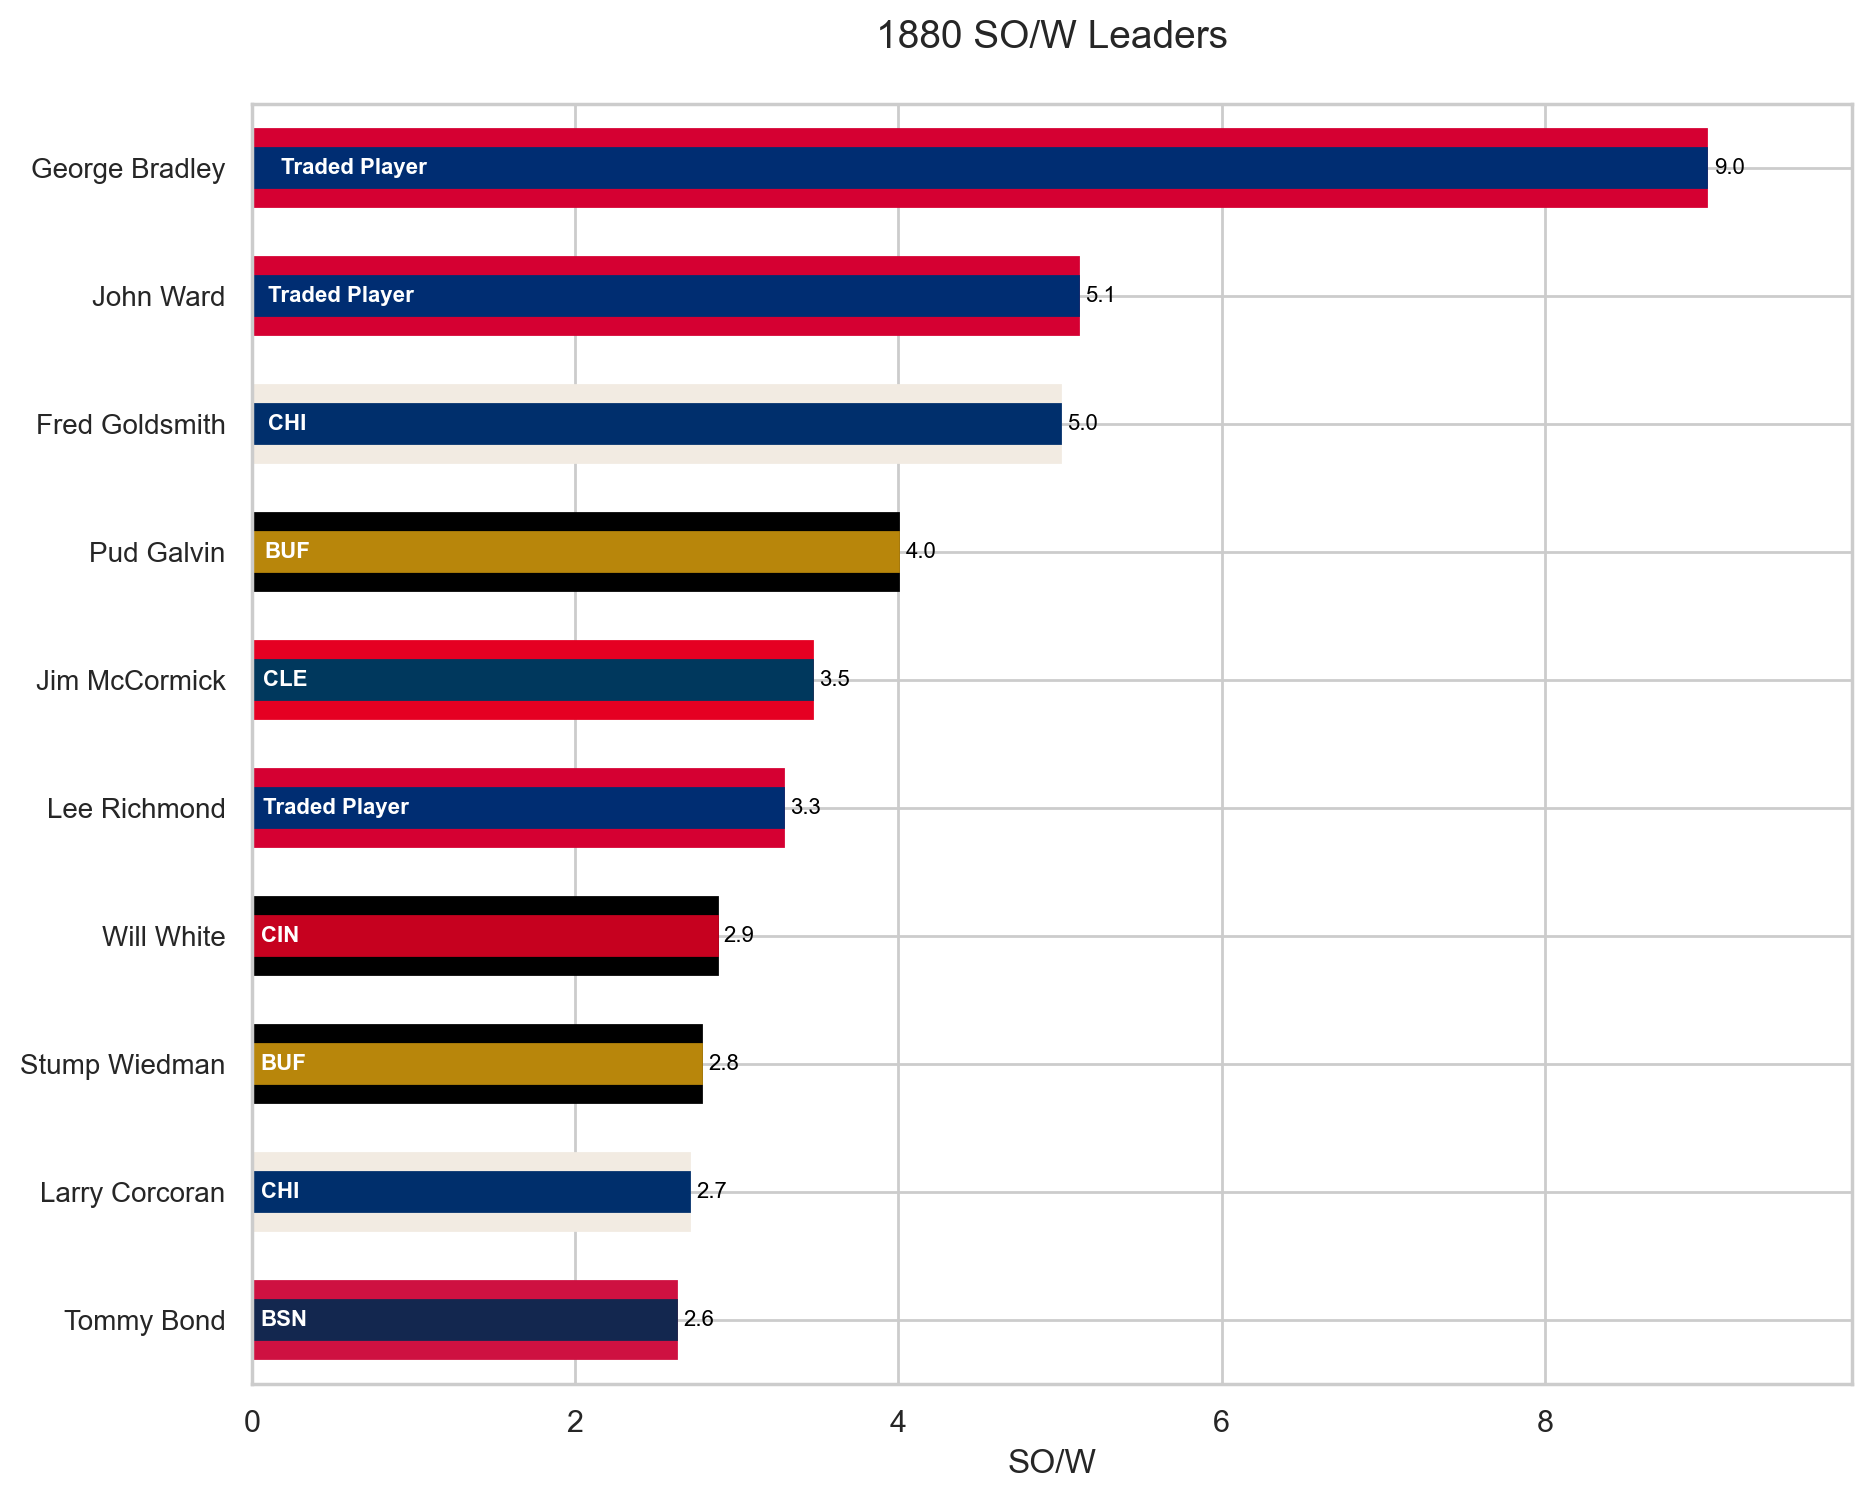 1880 SO/W Leaders
George Bradley Traded Player 9.0
John Ward Traded Player 5.1
Fred Goldsmith CHI 5.0
Pud Galvin BUF 4.0
Jim McCormick CLE 3.5
Lee Richmond Traded Player 3.3
Will White CIN 2.9
Stump Wiedman BUF 2.8
Larry Corcoran CHI 2.7
Tommy Bond BSN 2.6
0 2 4 6 8
SO/W